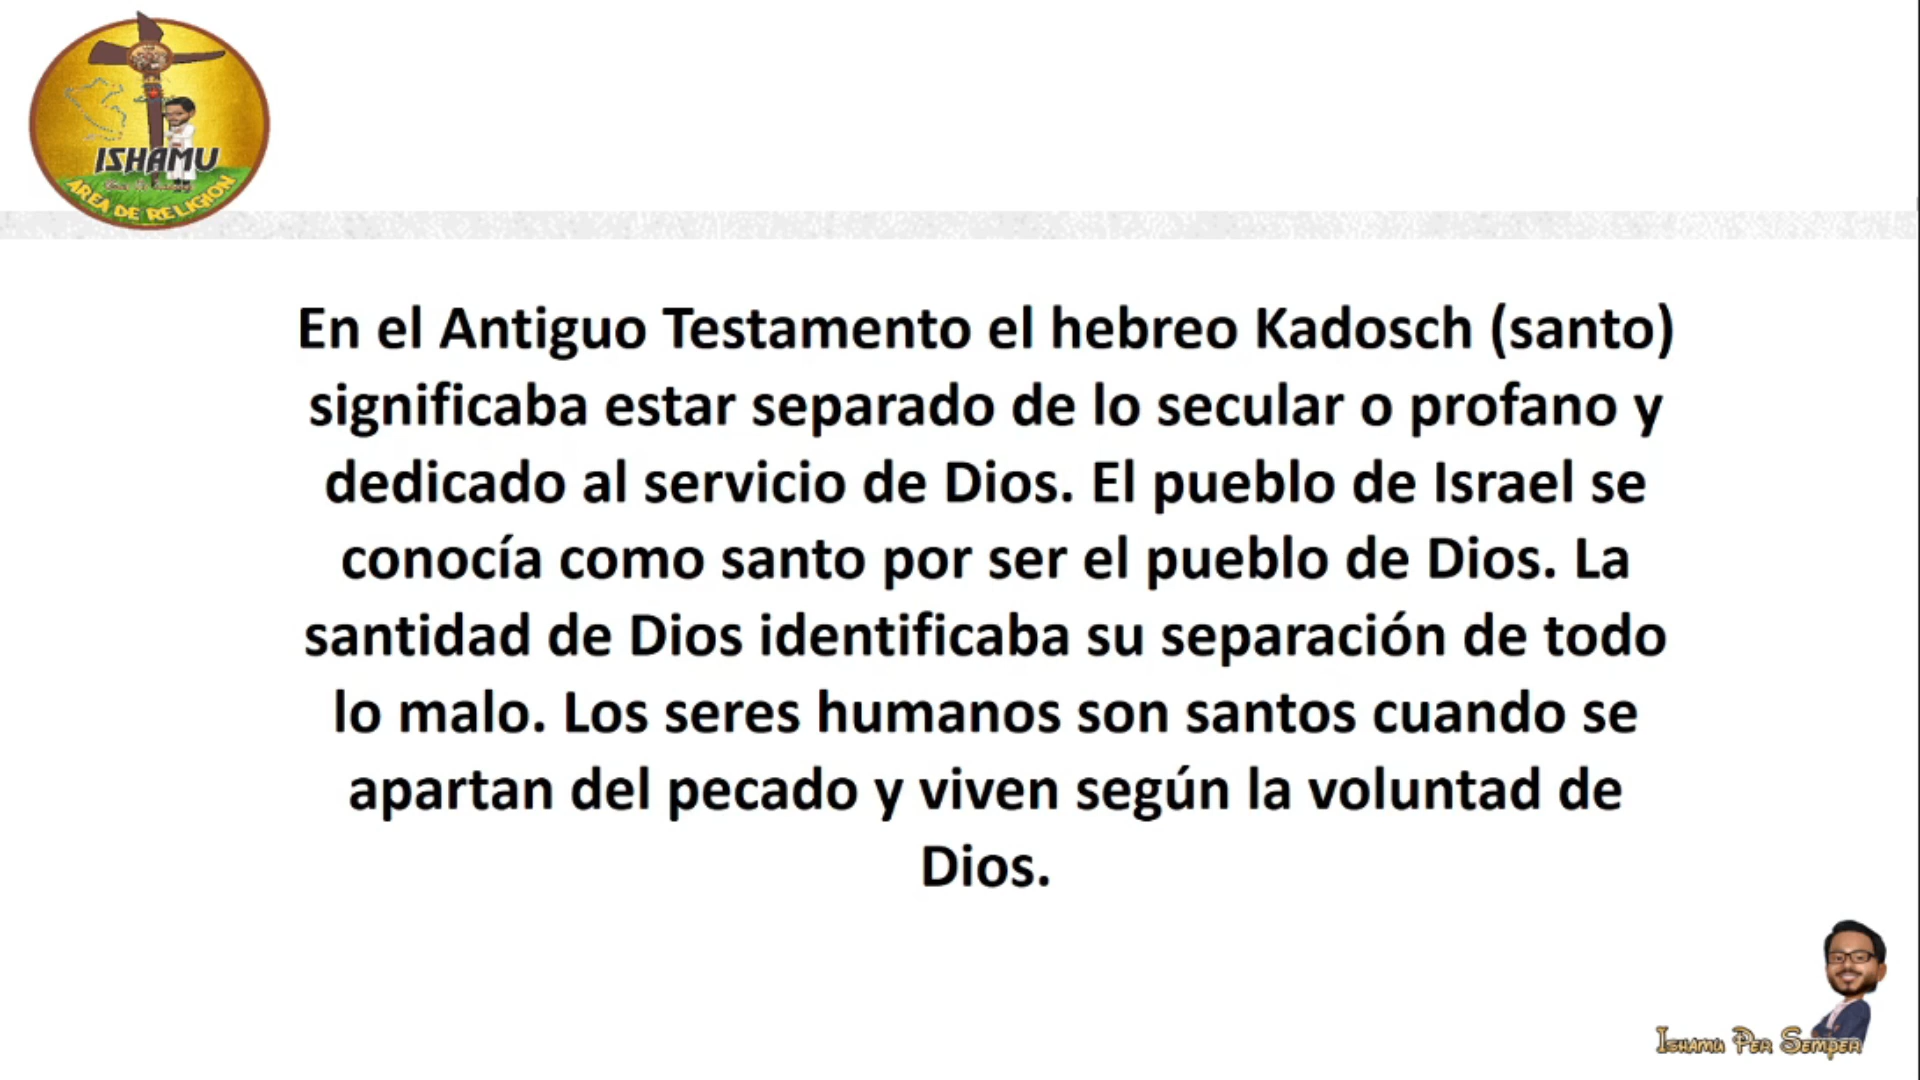 ISHAMU
AREA DE RELIGION
En el Antiguo Testamento el hebreo Kadosch (santo)
significaba estar separado de lo secular o profano y
dedicado al servicio de Dios. El pueblo de Israel se
conocía como santo por ser el pueblo de Dios. La
santidad de Dios identificaba su separación de todo
lo malo. Los seres humanos son santos cuando se
apartan del pecado y viven según la voluntad de
Dios.
Ishamu Per Semper